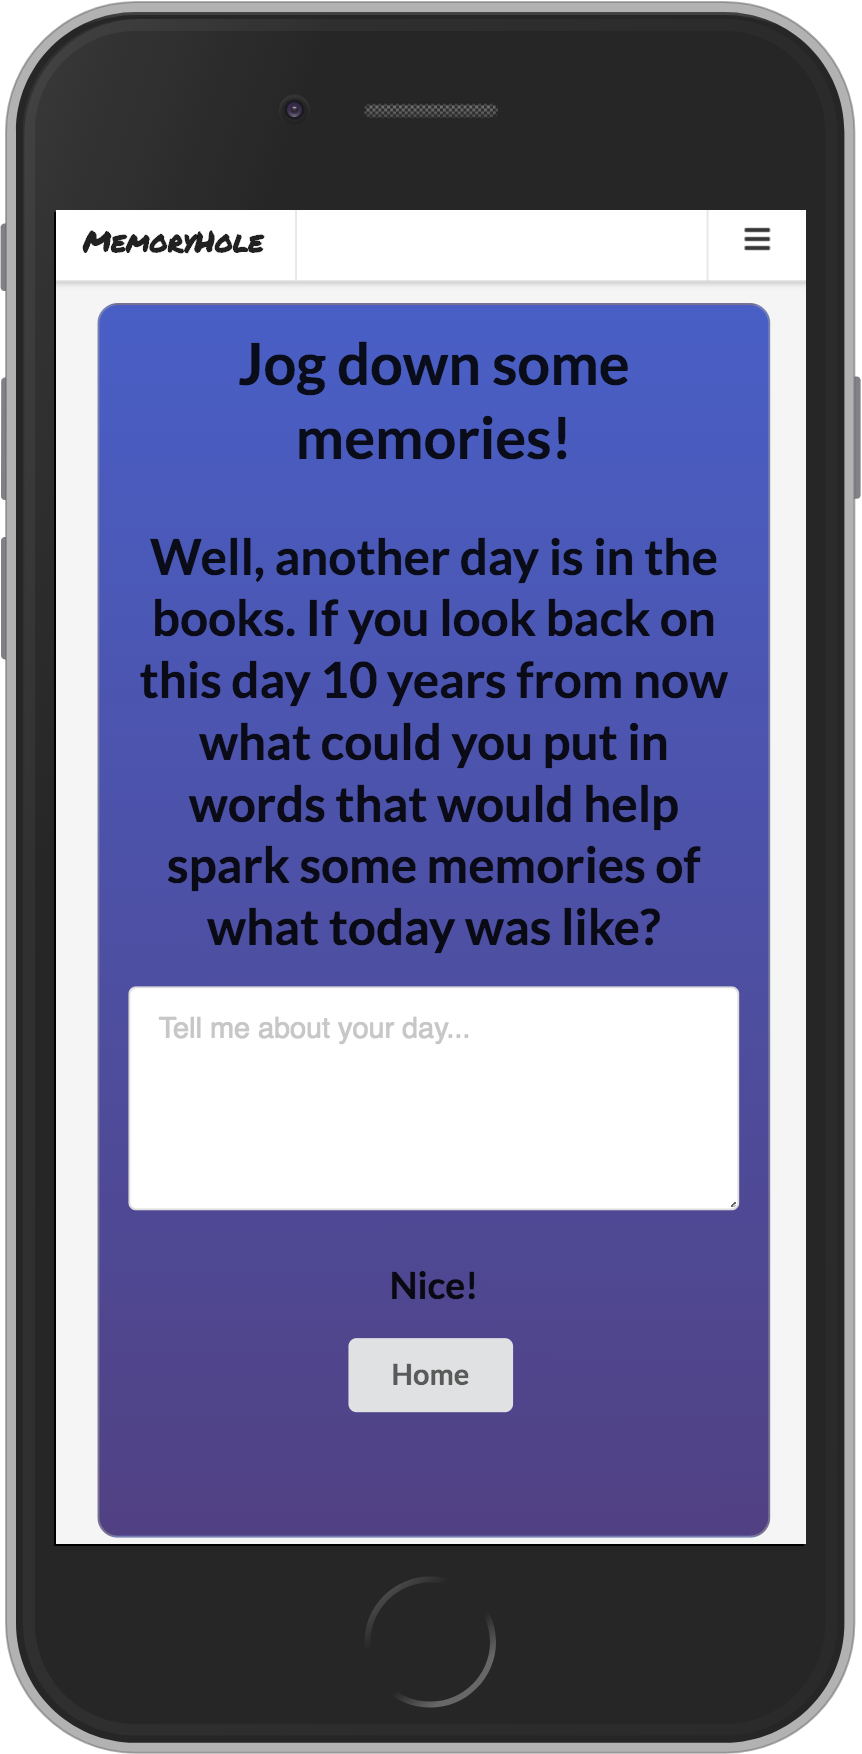 MemoryHole
Jog down some
memories!
Well, another day is in the
books. If you look back on
this day 10 years from now
what could you put in
words that would help
spark some memories of
what today was like?
Tell me about your day...
Nice!
Home